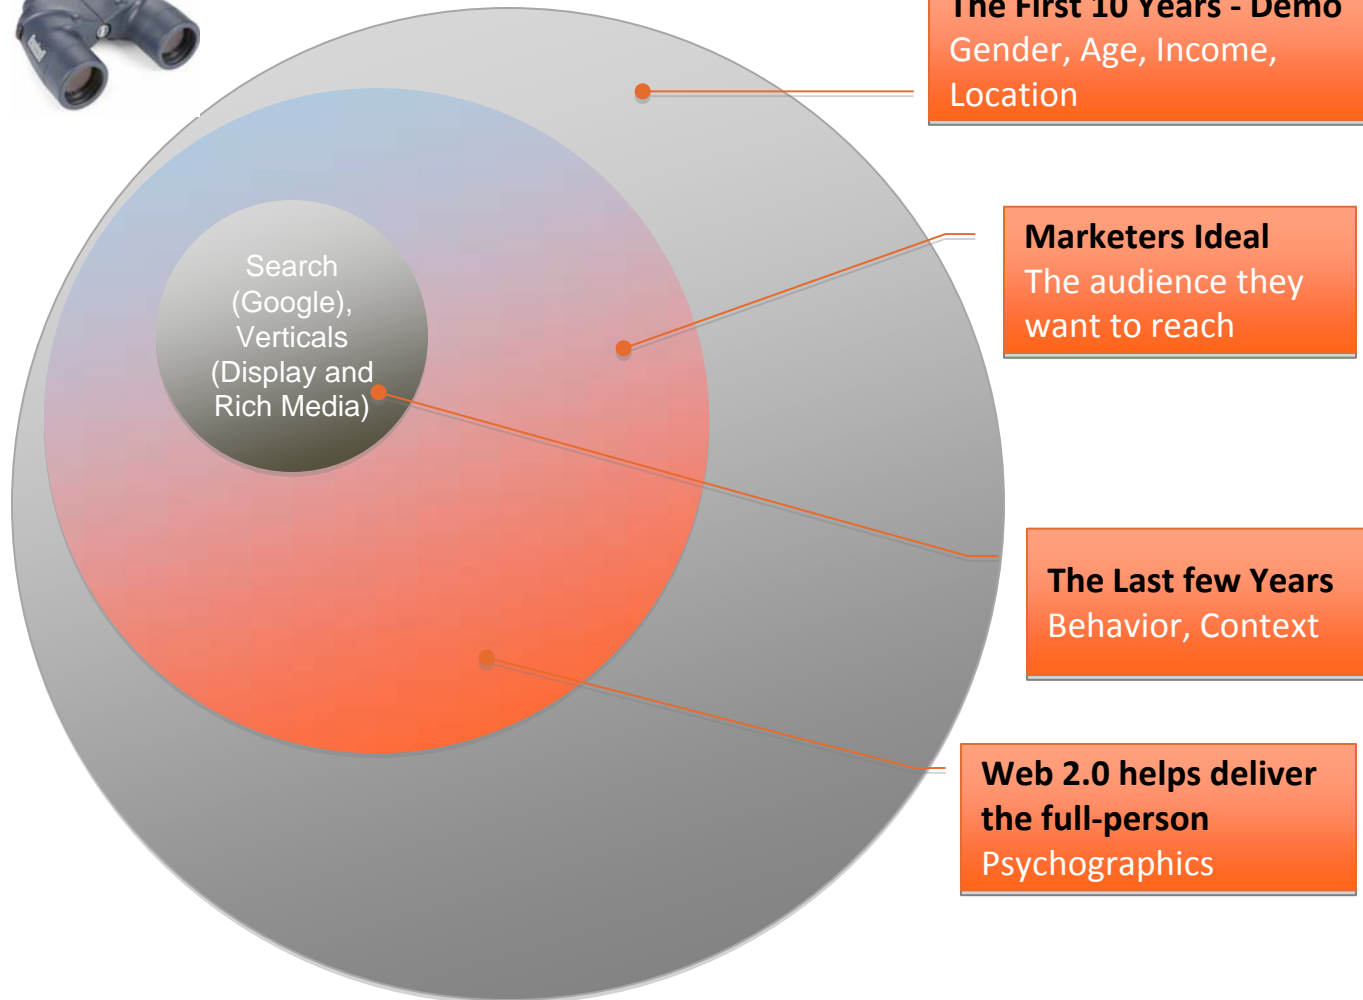 The First 10 Years - Demo
Gender, Age, Income,
Location
Marketers Ideal
The audience they
want to reach
Search
(Google),
Verticals
(Display and
Rich Media)
The Last few Years
Behavior, Context
Web 2.0 helps deliver
the full-person
Psychographics